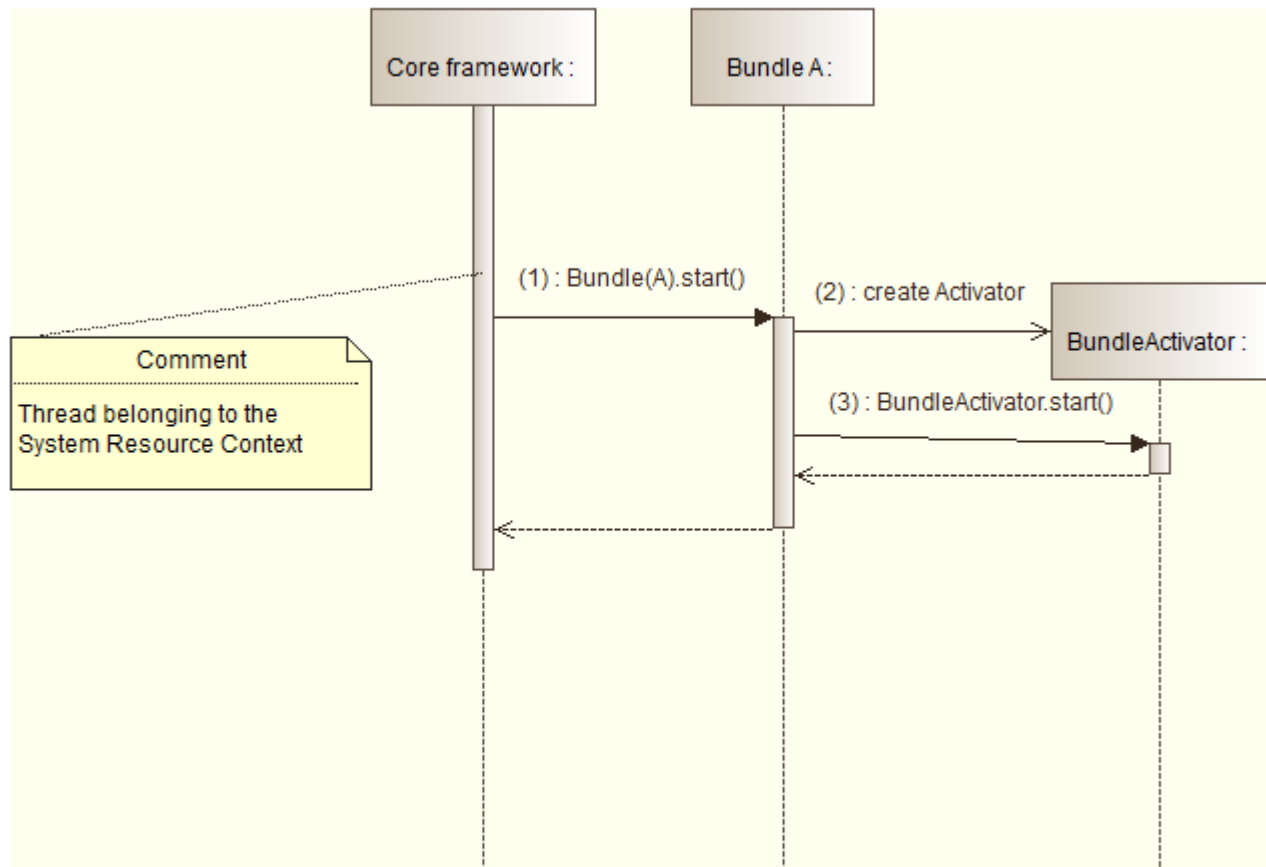 Core framework :
Bundle A :
(1) : Bundle(A).start()
(2) : create Activator
BundleActivator :
Comment
Thread belonging to the
System Resource Context
(3) : BundleActivator.start()